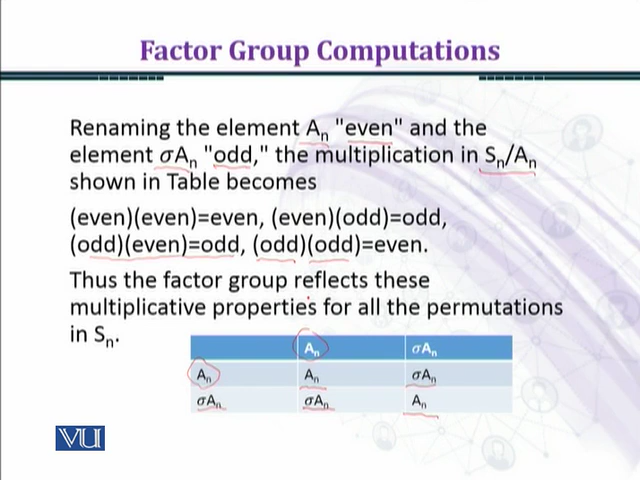 Factor Group Computations
Renaming the element Aₙ "even" and the
element σAₙ "odd," the multiplication in Sₙ/Aₙ
shown in Table becomes
(even)(even)=even, (even)(odd)=odd,
(odd)(even)=odd, (odd)(odd)=even.
Thus the factor group reflects these
multiplicative properties for all the permutations
in Sₙ.
Aₙ σAₙ
Aₙ Aₙ σAₙ
σAₙ σAₙ Aₙ
VU